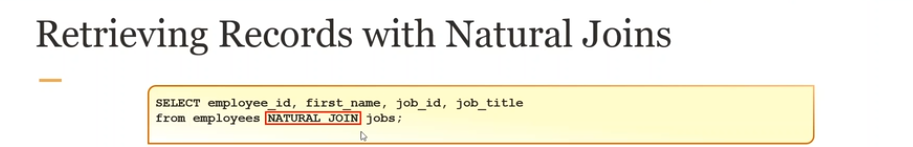 Retrieving Records with Natural Joins
SELECT employee_id, first_name, job_id, job_title
from employees NATURAL JOIN jobs;